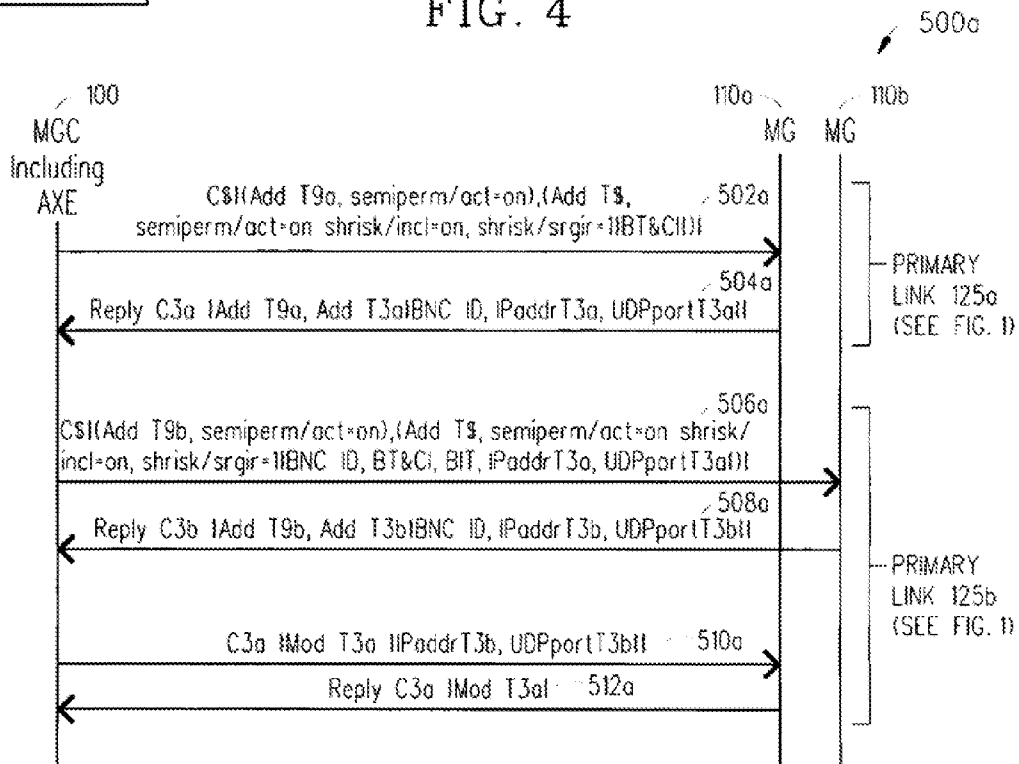 FIG. 4
500a
100
MGC
Including
AXE
110a
MG
110b
MG
C$!(Add T9a, semiperm/act=on),(Add T$,
semiperm/act=on shrisk/incl=on, shrisk/srgir=1!!BT&CI!)!
502a
504a
Reply C3a !Add T9a, Add T3a!BNC ID, IPaddrT3a, UDPportT3a!!
PRIMARY
LINK 125a
(SEE FIG. 1)
506a
C$!(Add T9b, semiperm/act=on),(Add T$, semiperm/act=on shrisk/
incl=on, shrisk/srgir=1!!BNC ID, BT&CI, BIT, IPaddrT3a, UDPportT3a!)!
508a
Reply C3b !Add T9b, Add T3b!BNC ID, IPaddrT3b, UDPportT3b!!
C3a !Mod T3a !!IPaddrT3b, UDPportT3b!! 510a
Reply C3a !Mod T3a! 512a
PRIMARY
LINK 125b
(SEE FIG. 1)